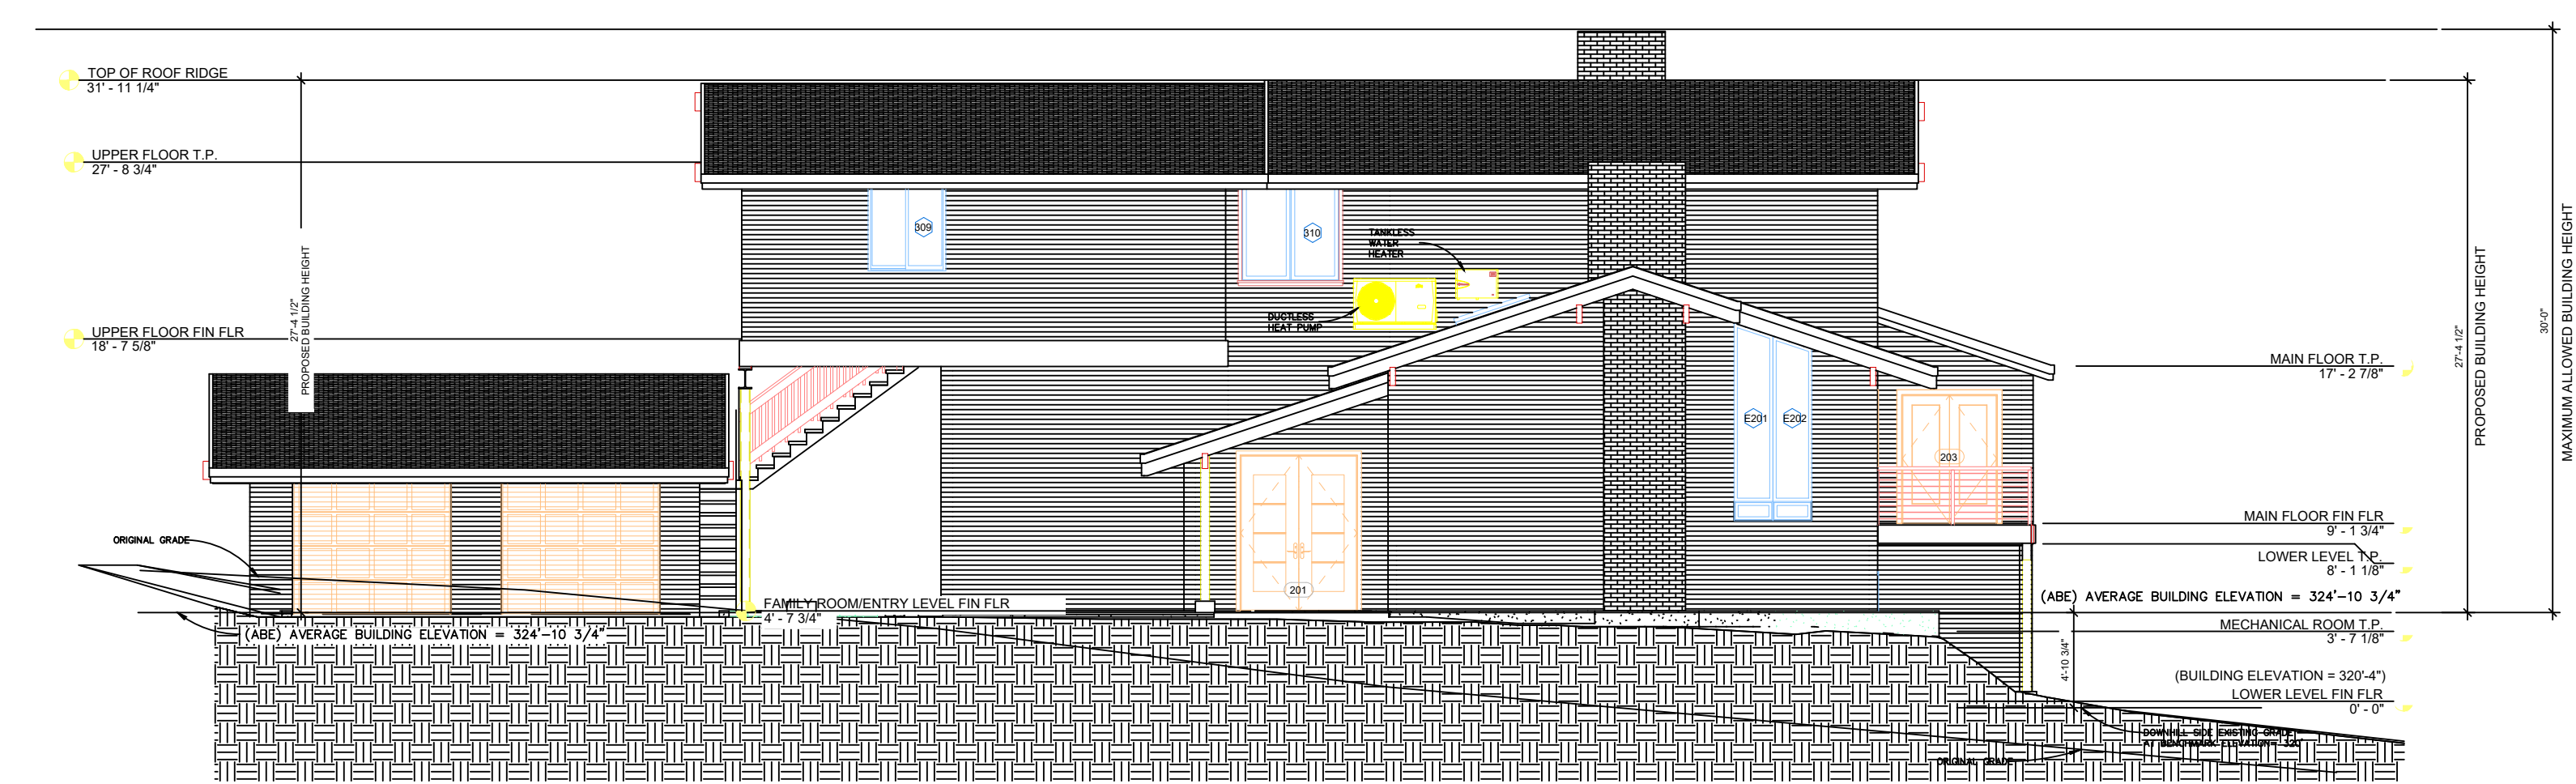 TOP OF ROOF RIDGE
31' - 11 1/4"
UPPER FLOOR T.P.
27' - 8 3/4"
UPPER FLOOR FIN FLR
18' - 7 5/8"
27'-4 1/2"
PROPOSED BUILDING HEIGHT
309
310
TANKLESS
WATER
HEATER
DUCTLESS
HEAT PUMP
E201
E202
203
201
ORIGINAL GRADE
FAMILY ROOM/ENTRY LEVEL FIN FLR
4' - 7 3/4"
(ABE) AVERAGE BUILDING ELEVATION = 324'-10 3/4"
MAIN FLOOR T.P.
17' - 2 7/8"
MAIN FLOOR FIN FLR
9' - 1 3/4"
LOWER LEVEL T.P.
8' - 1 1/8"
(ABE) AVERAGE BUILDING ELEVATION = 324'-10 3/4"
MECHANICAL ROOM T.P.
3' - 7 1/8"
4'-10 3/4"
(BUILDING ELEVATION = 320'-4")
LOWER LEVEL FIN FLR
0' - 0"
DOWNHILL SIDE EXISTING GRADE
AT BENCHMARK ELEVATION= 320'
ORIGINAL GRADE
27'-4 1/2"
PROPOSED BUILDING HEIGHT
30'-0"
MAXIMUM ALLOWED BUILDING HEIGHT